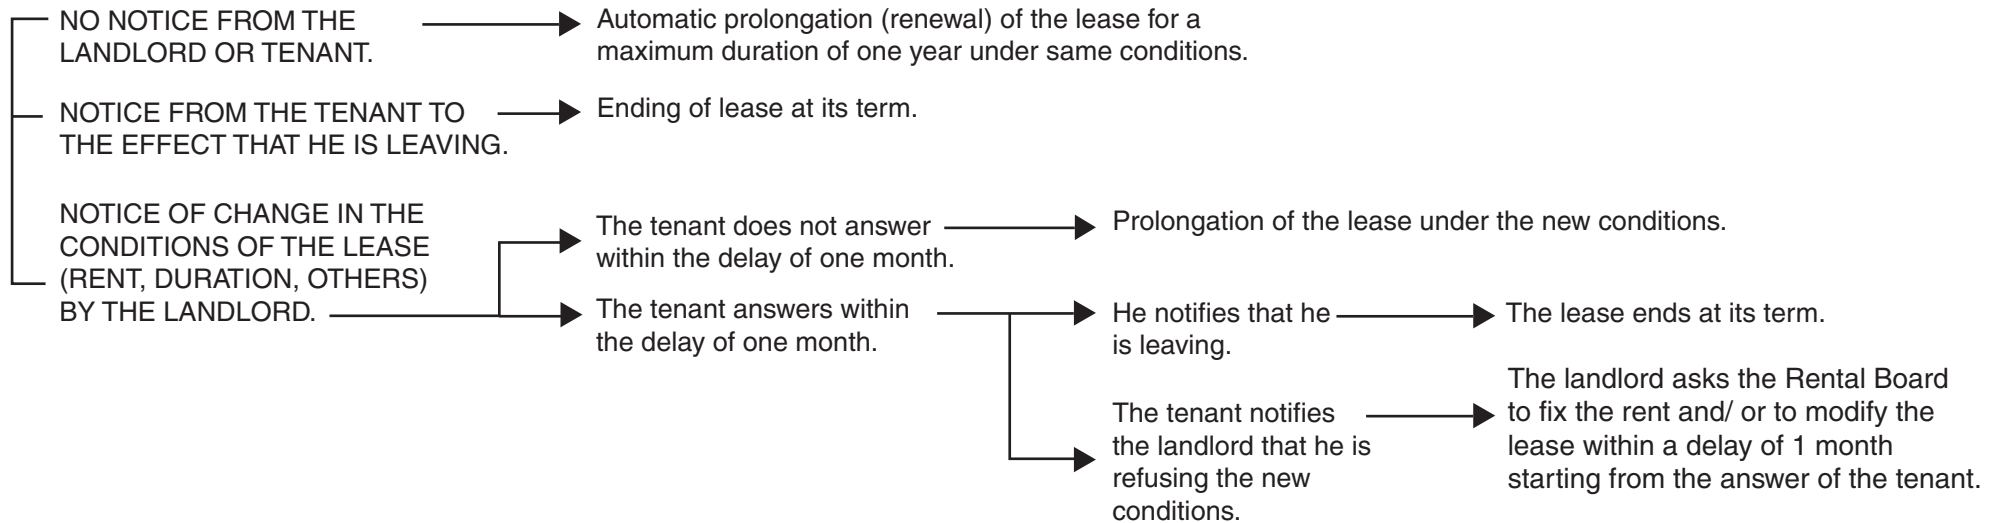 NO NOTICE FROM THE
LANDLORD OR TENANT.
Automatic prolongation (renewal) of the lease for a
maximum duration of one year under same conditions.
NOTICE FROM THE TENANT TO
THE EFFECT THAT HE IS LEAVING.
Ending of lease at its term.
NOTICE OF CHANGE IN THE
CONDITIONS OF THE LEASE
(RENT, DURATION, OTHERS)
BY THE LANDLORD.
The tenant does not answer
within the delay of one month.
Prolongation of the lease under the new conditions.
The tenant answers within
the delay of one month.
He notifies that he
is leaving.
The lease ends at its term.
The tenant notifies
the landlord that he is
refusing the new
conditions.
The landlord asks the Rental Board
to fix the rent and/ or to modify the
lease within a delay of 1 month
starting from the answer of the tenant.